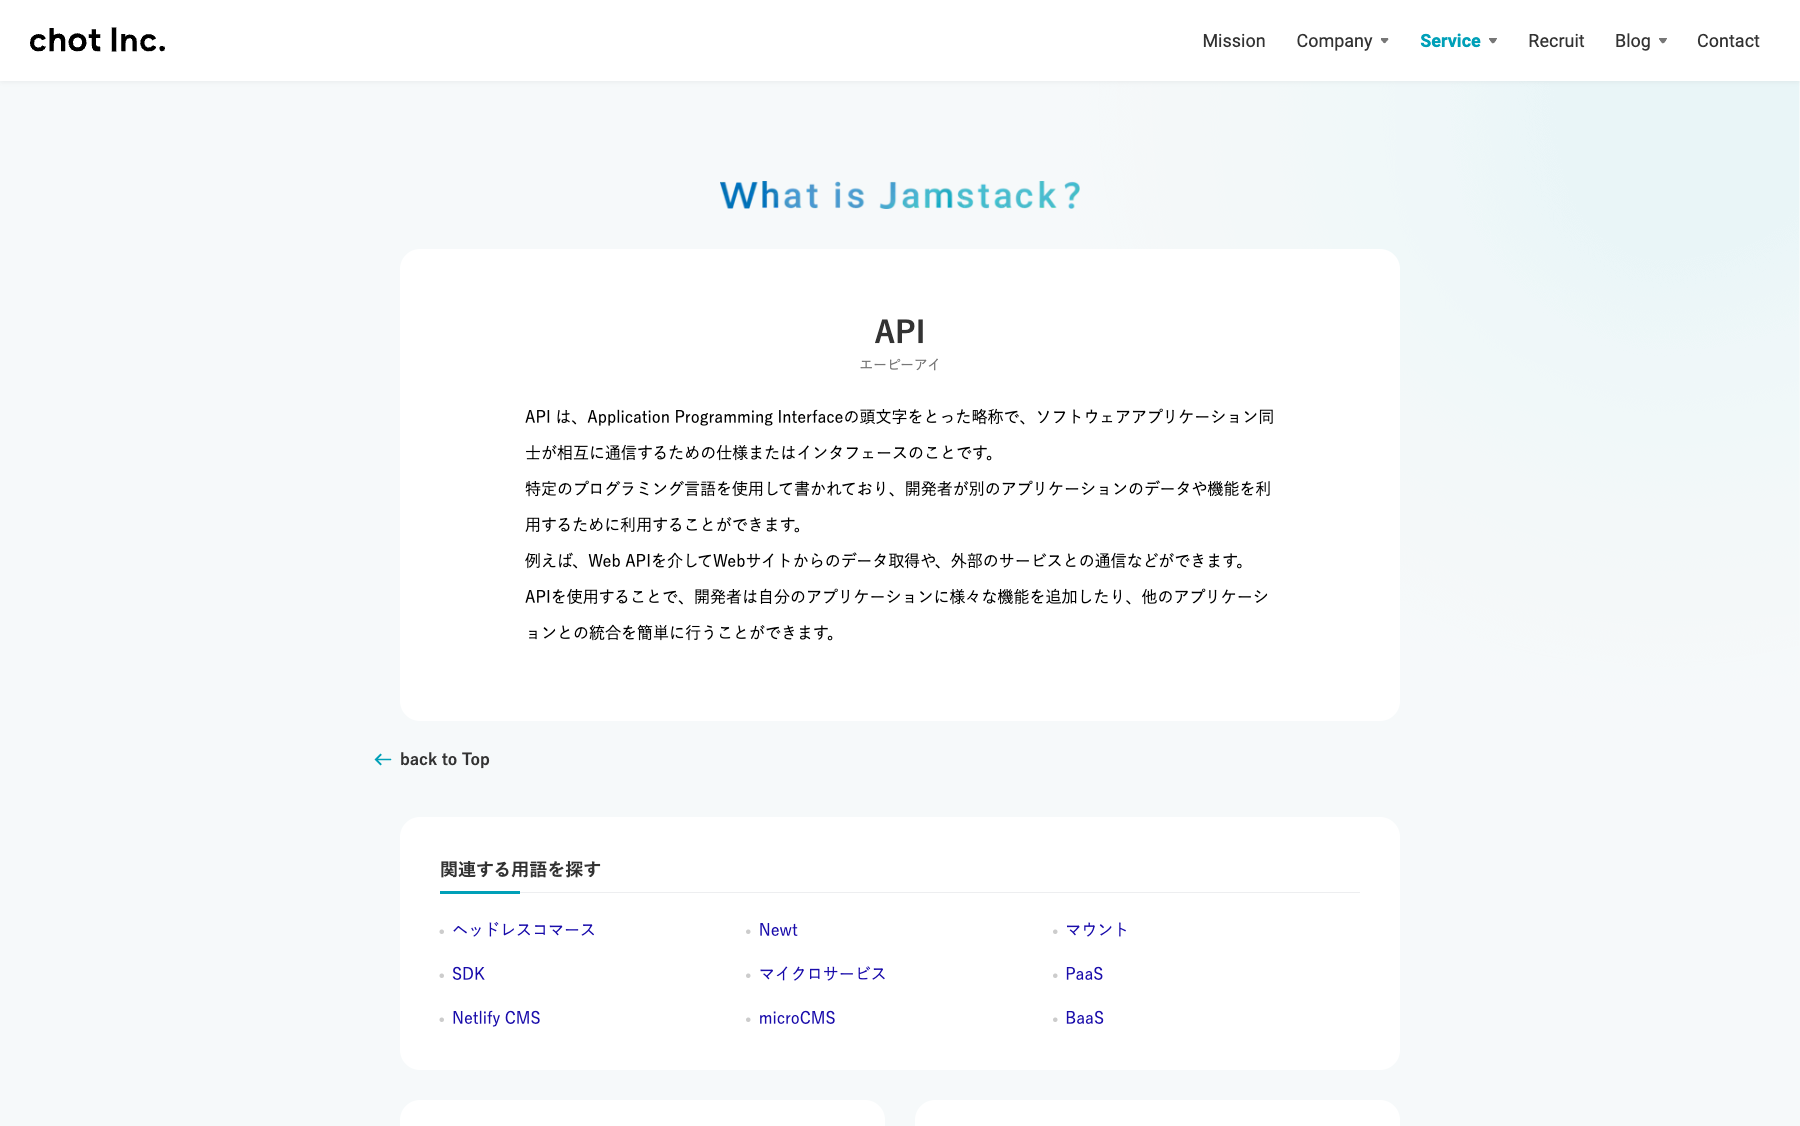 chot Inc.
Mission Company Service Recruit Blog Contact
What is Jamstack?
API
エーピーアイ
API は、Application Programming Interfaceの頭文字をとった略称で、ソフトウェアアプリケーション同
士が相互に通信するための仕様またはインタフェースのことです。
特定のプログラミング言語を使用して書かれており、開発者が別のアプリケーションのデータや機能を利
用するために利用することができます。
例えば、Web APIを介してWebサイトからのデータ取得や、外部のサービスとの通信などができます。
APIを使用することで、開発者は自分のアプリケーションに様々な機能を追加したり、他のアプリケーシ
ョンとの統合を簡単に行うことができます。
back to Top
関連する用語を探す
ヘッドレスコマース Newt マウント
SDK マイクロサービス PaaS
Netlify CMS microCMS BaaS